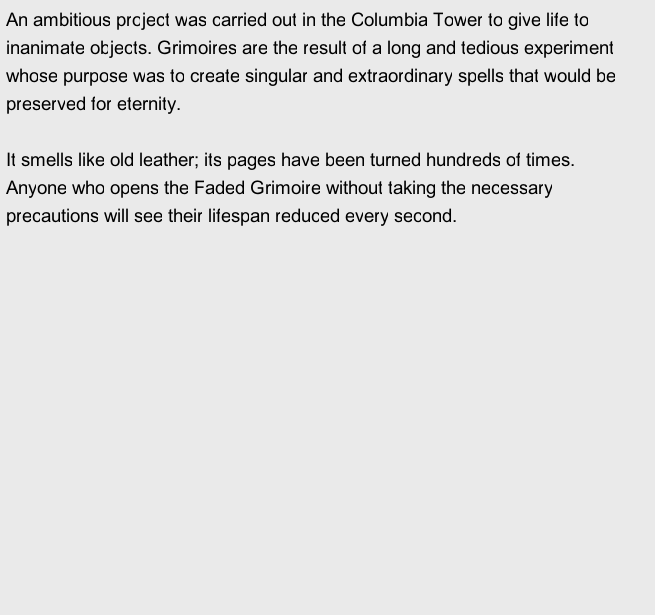 An ambitious project was carried out in the Columbia Tower to give life to
inanimate objects. Grimoires are the result of a long and tedious experiment
whose purpose was to create singular and extraordinary spells that would be
preserved for eternity.

It smells like old leather; its pages have been turned hundreds of times.
Anyone who opens the Faded Grimoire without taking the necessary
precautions will see their lifespan reduced every second.